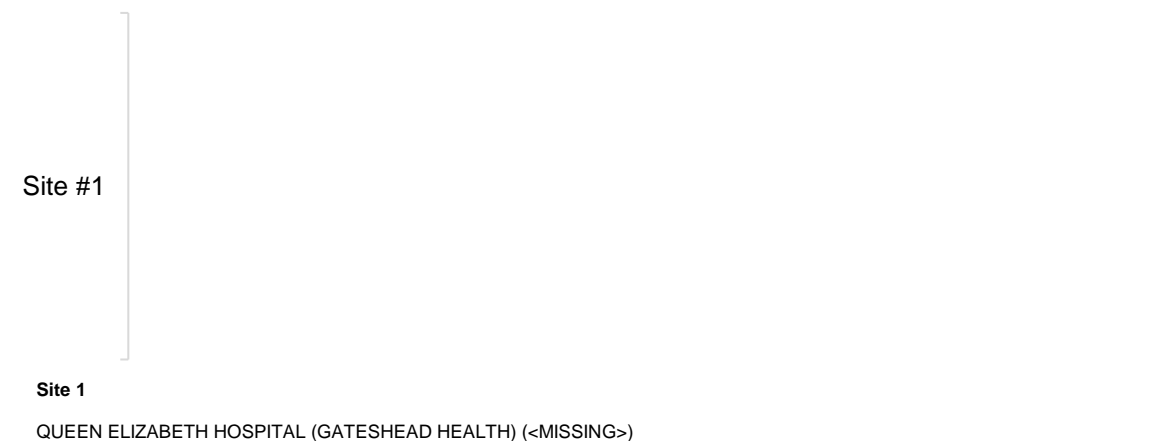 Site #1
Site 1
QUEEN ELIZABETH HOSPITAL (GATESHEAD HEALTH) (<MISSING>)